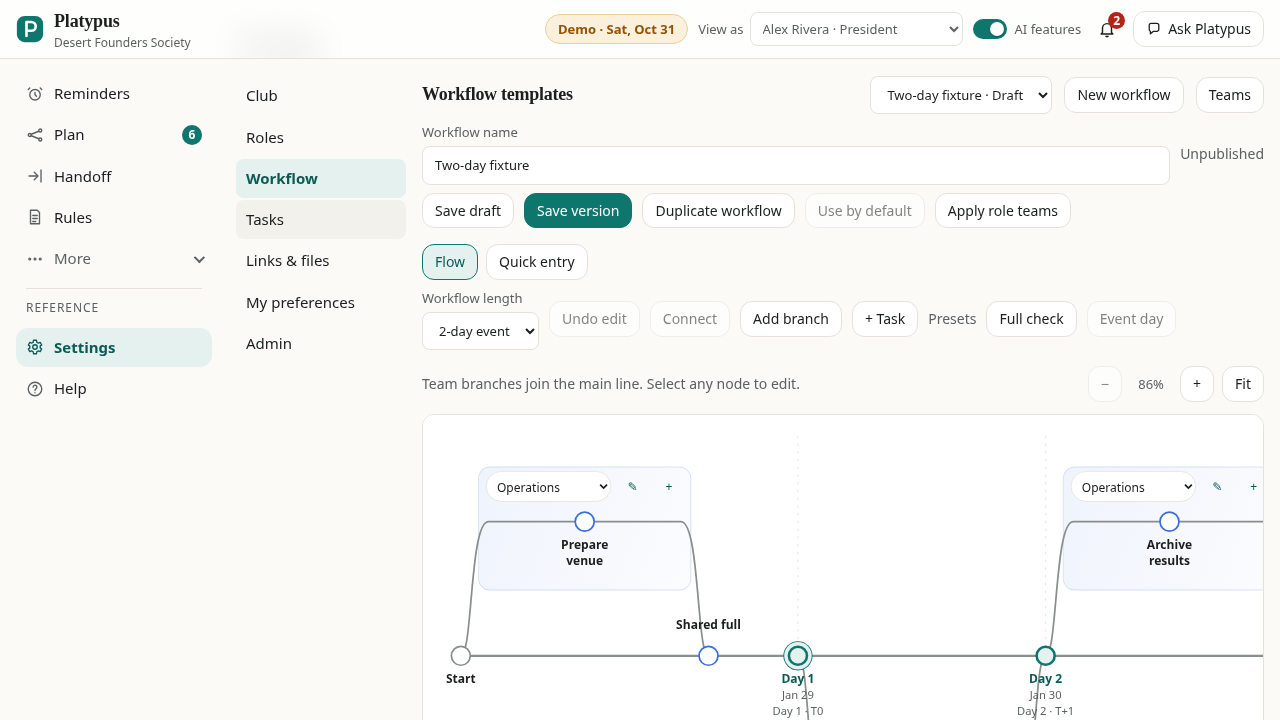 Platypus
Desert Founders Society
Demo · Sat, Oct 31
View as
Alex Rivera · President
AI features
2
Ask Platypus
Reminders
Plan
6
Handoff
Rules
More
REFERENCE
Settings
Help
Club
Roles
Workflow
Tasks
Links & files
My preferences
Admin
Workflow templates
Two-day fixture · Draft
New workflow
Teams
Workflow name
Two-day fixture
Unpublished
Save draft
Save version
Duplicate workflow
Use by default
Apply role teams
Flow
Quick entry
Workflow length
2-day event
Undo edit
Connect
Add branch
+ Task
Presets
Full check
Event day
Team branches join the main line. Select any node to edit.
−
86%
+
Fit
Operations
✎
+
Operations
✎
+
Prepare
venue
Archive
results
Shared full
Start
Day 1
Jan 29
Day 1 · T0
Day 2
Jan 30
Day 2 · T+1